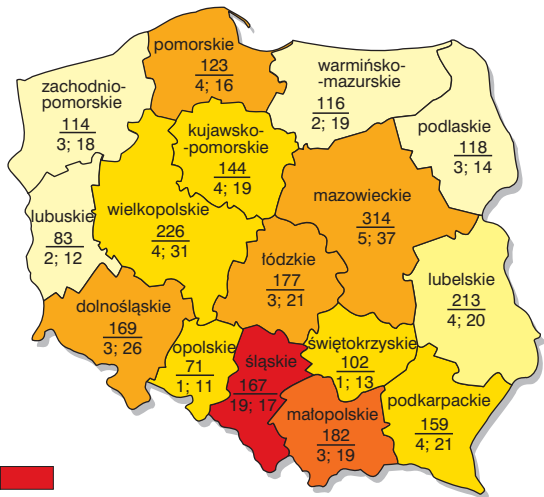 pomorskie
123
4; 16
warmińsko-
-mazurskie
116
2; 19
zachodnio-
pomorskie
114
3; 18
kujawsko-
-pomorskie
144
4; 19
podlaskie
118
3; 14
mazowieckie
314
5; 37
lubuskie
83
2; 12
wielkopolskie
226
4; 31
łódzkie
177
3; 21
lubelskie
213
4; 20
dolnośląskie
169
3; 26
opolskie
71
1; 11
śląskie
167
19; 17
świętokrzyskie
102
1; 13
małopolskie
182
3; 19
podkarpackie
159
4; 21